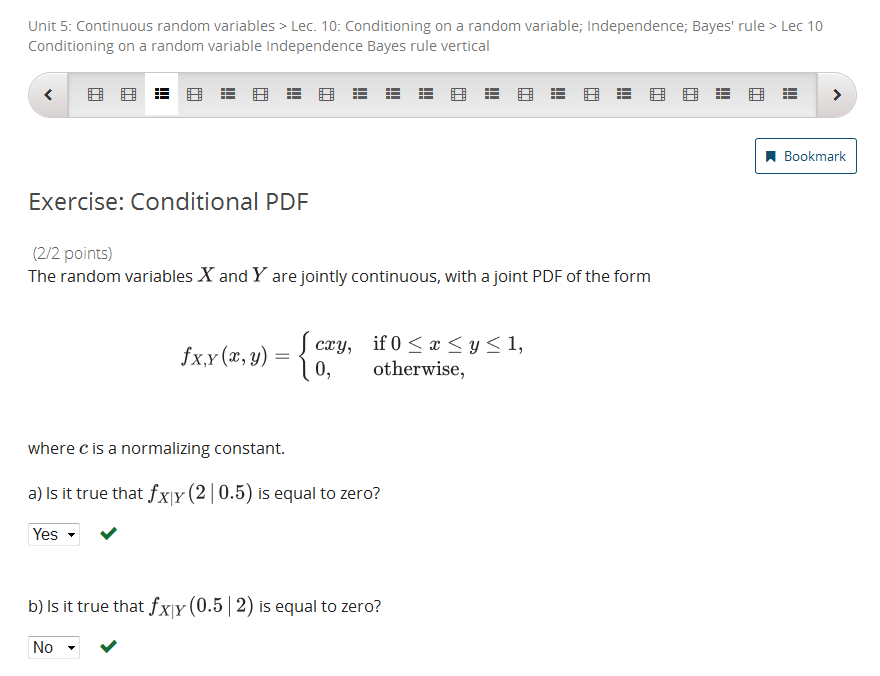 Unit 5: Continuous random variables > Lec. 10: Conditioning on a random variable; Independence; Bayes' rule > Lec 10
Conditioning on a random variable Independence Bayes rule vertical
Bookmark
Exercise: Conditional PDF
(2/2 points)
The random variables X and Y are jointly continuous, with a joint PDF of the form
f_{X,Y}(x, y) = { cxy, if 0 ≤ x ≤ y ≤ 1,
0, otherwise,
where c is a normalizing constant.
a) Is it true that f_{X|Y}(2 | 0.5) is equal to zero?
Yes
b) Is it true that f_{X|Y}(0.5 | 2) is equal to zero?
No